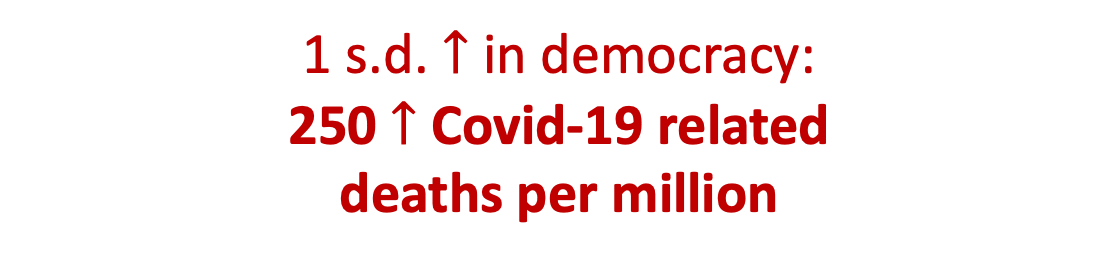 1 s.d. ↑ in democracy:
250 ↑ Covid-19 related
deaths per million